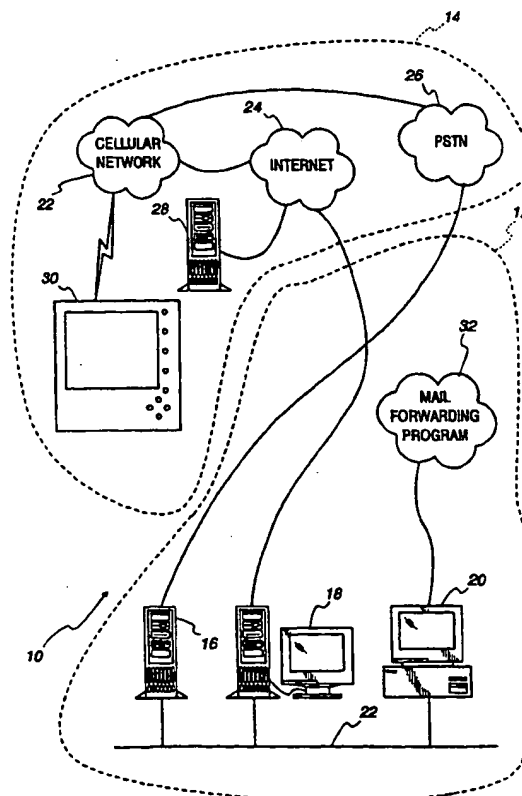 14
26
24
CELLULAR
NETWORK
INTERNET
PSTN
22
28
30
32
MAIL
FORWARDING
PROGRAM
16
18
20
10
22